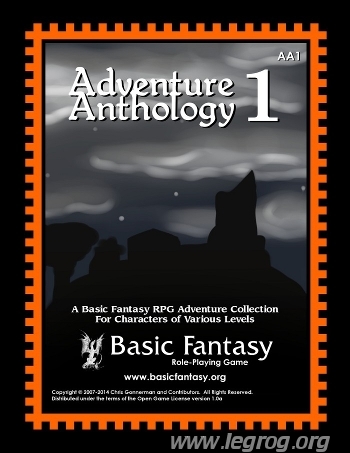 AA1
Adventure
Anthology 1
A Basic Fantasy RPG Adventure Collection
For Characters of Various Levels
Basic Fantasy
Role-Playing Game
www.basicfantasy.org
Copyright © 2007-2014 Chris Gonnerman and Contributors. All Rights Reserved.
Distributed under the terms of the Open Game License version 1.0a
www.legrog.org